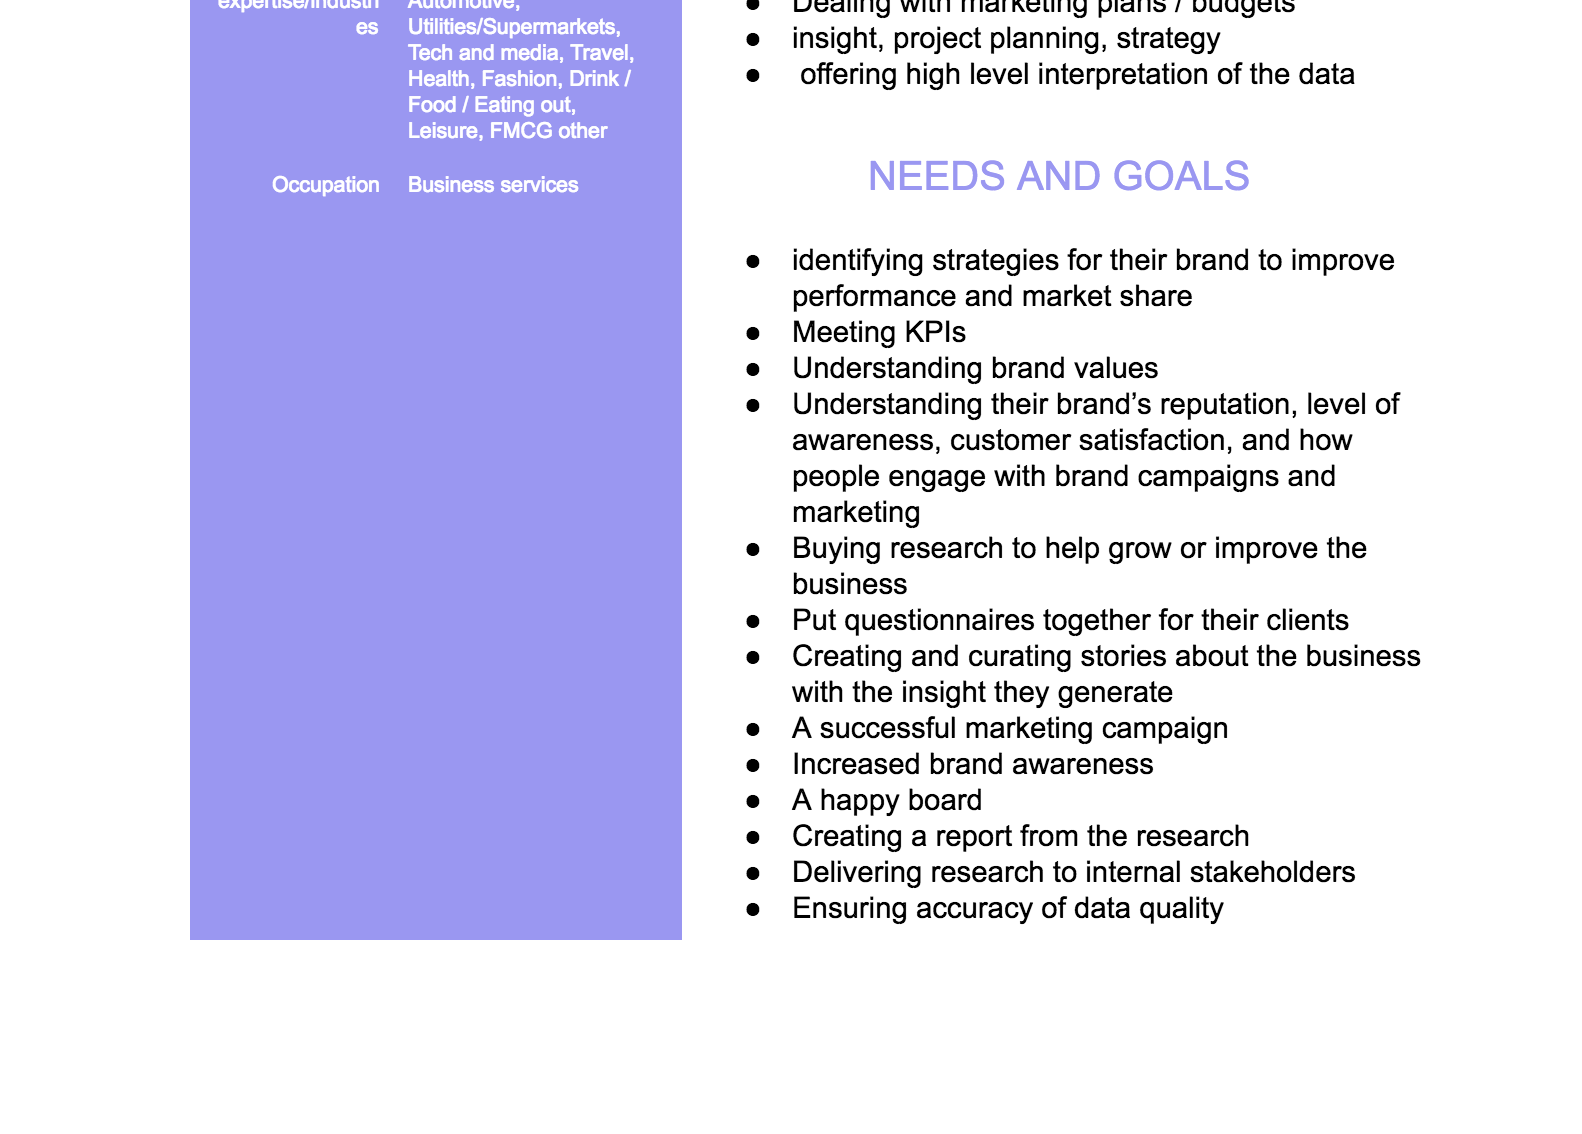 expertise/industri
es
Automotive,
Utilities/Supermarkets,
Tech and media, Travel,
Health, Fashion, Drink /
Food / Eating out,
Leisure, FMCG other
Occupation
Business services
● Dealing with marketing plans / budgets
● insight, project planning, strategy
● offering high level interpretation of the data
NEEDS AND GOALS
● identifying strategies for their brand to improve
performance and market share
● Meeting KPIs
● Understanding brand values
● Understanding their brand’s reputation, level of
awareness, customer satisfaction, and how
people engage with brand campaigns and
marketing
● Buying research to help grow or improve the
business
● Put questionnaires together for their clients
● Creating and curating stories about the business
with the insight they generate
● A successful marketing campaign
● Increased brand awareness
● A happy board
● Creating a report from the research
● Delivering research to internal stakeholders
● Ensuring accuracy of data quality